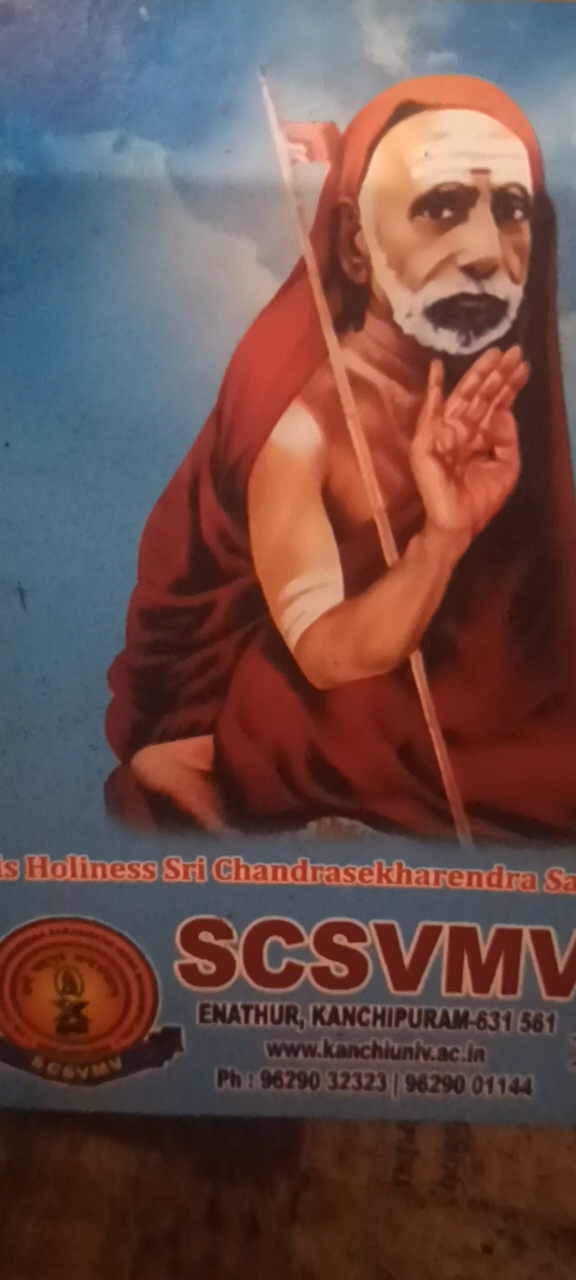 is Holiness Sri Chandrasekharendra Sa
SCSVMV
SCSVMV
ENATHUR, KANCHIPURAM-631 561
www.kanchiuniv.ac.in
Ph : 96290 32323 | 96290 01144